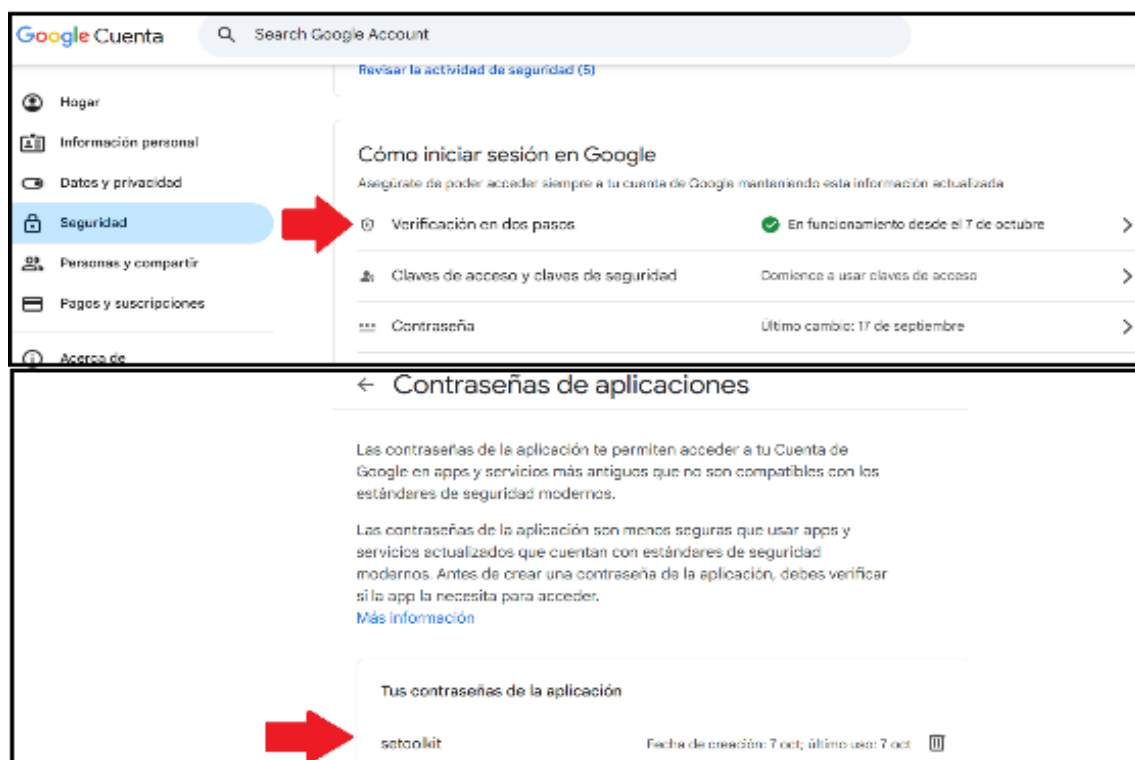 Google Cuenta
Search Google Account
Revisar la actividad de seguridad (5)
Hogar
Información personal
Datos y privacidad
Seguridad
Personas y compartir
Pagos y suscripciones
Acerca de
Cómo iniciar sesión en Google
Asegúrate de poder acceder siempre a tu cuenta de Google manteniendo esta información actualizada
Verificación en dos pasos
En funcionamiento desde el 7 de octubre
Claves de acceso y claves de seguridad
Comience a usar claves de acceso
Contraseña
Último cambio: 17 de septiembre
← Contraseñas de aplicaciones
Las contraseñas de la aplicación te permiten acceder a tu Cuenta de
Google en apps y servicios más antiguos que no son compatibles con los
estándares de seguridad modernos.
Las contraseñas de la aplicación son menos seguras que usar apps y
servicios actualizados que cuentan con estándares de seguridad
modernos. Antes de crear una contraseña de la aplicación, debes verificar
si la app la necesita para acceder.
Más información
Tus contraseñas de la aplicación
setoolkit
Fecha de creación: 7 oct; último uso: 7 oct